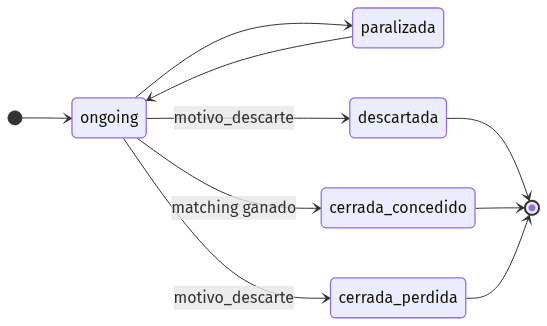 paralizada
ongoing
motivo_descarte
descartada
matching ganado
cerrada_concedido
motivo_descarte
cerrada_perdida